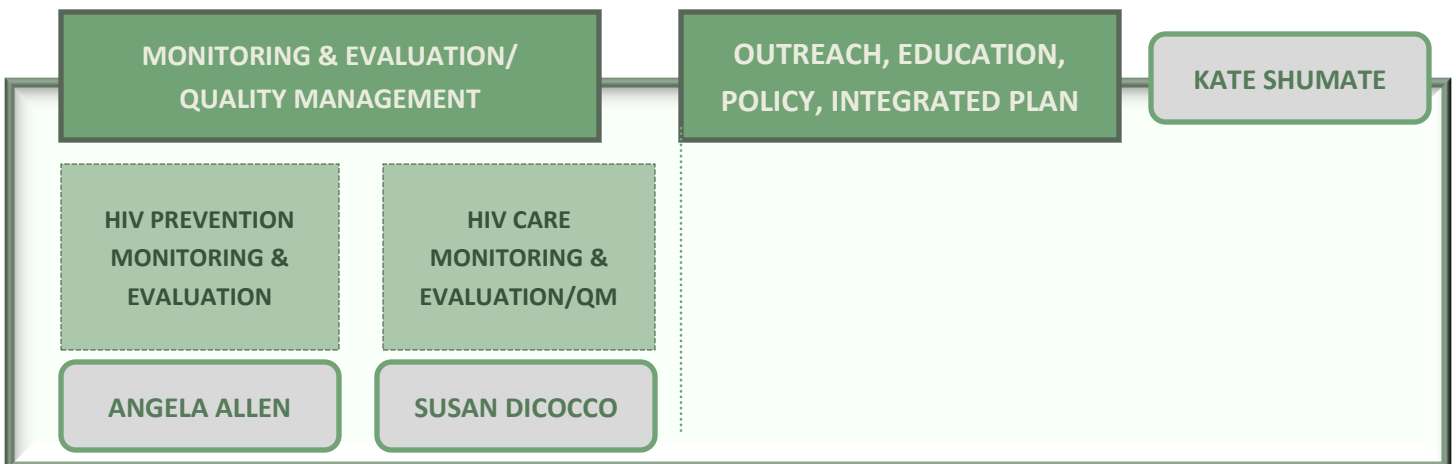 MONITORING & EVALUATION/
QUALITY MANAGEMENT
OUTREACH, EDUCATION,
POLICY, INTEGRATED PLAN
KATE SHUMATE
HIV PREVENTION
MONITORING &
EVALUATION
HIV CARE
MONITORING &
EVALUATION/QM
ANGELA ALLEN
SUSAN DICOCCO